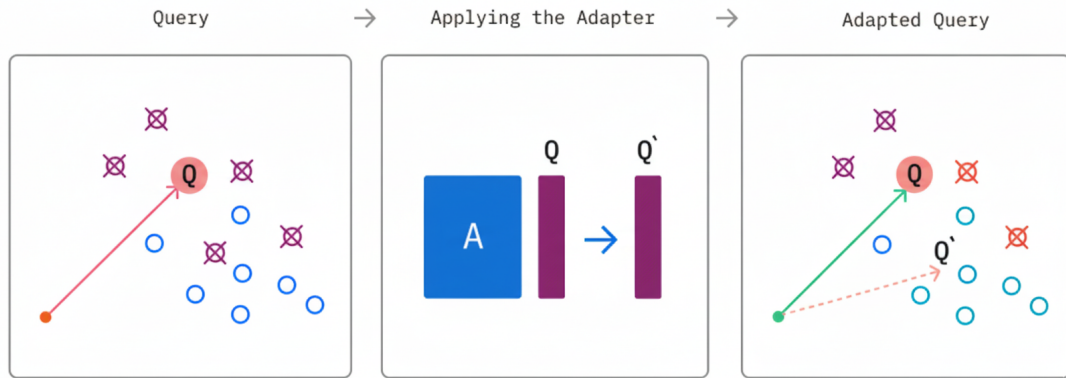 Query → Applying the Adapter → Adapted Query
Q
A
Q
→
Q`
Q
Q`